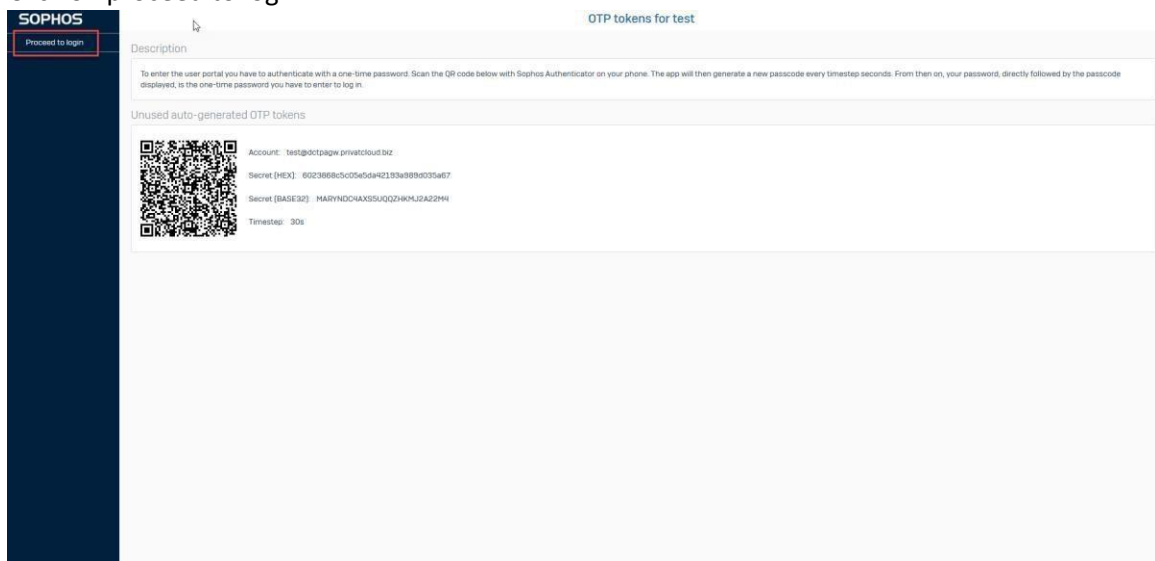 SOPHOS
OTP tokens for test
Proceed to login
Description
To enter the user portal you have to authenticate with a one-time password. Scan the QR code below with Sophos Authenticator on your phone. The app will then generate a new passcode every timestep seconds. From then on, your password, directly followed by the passcode
displayed, is the one-time password you have to enter to log in.
Unused auto-generated OTP tokens
Account: test@dctpagw.privatcloud.biz
Secret (HEX):
Secret (BASE32):
Timestep: 30s